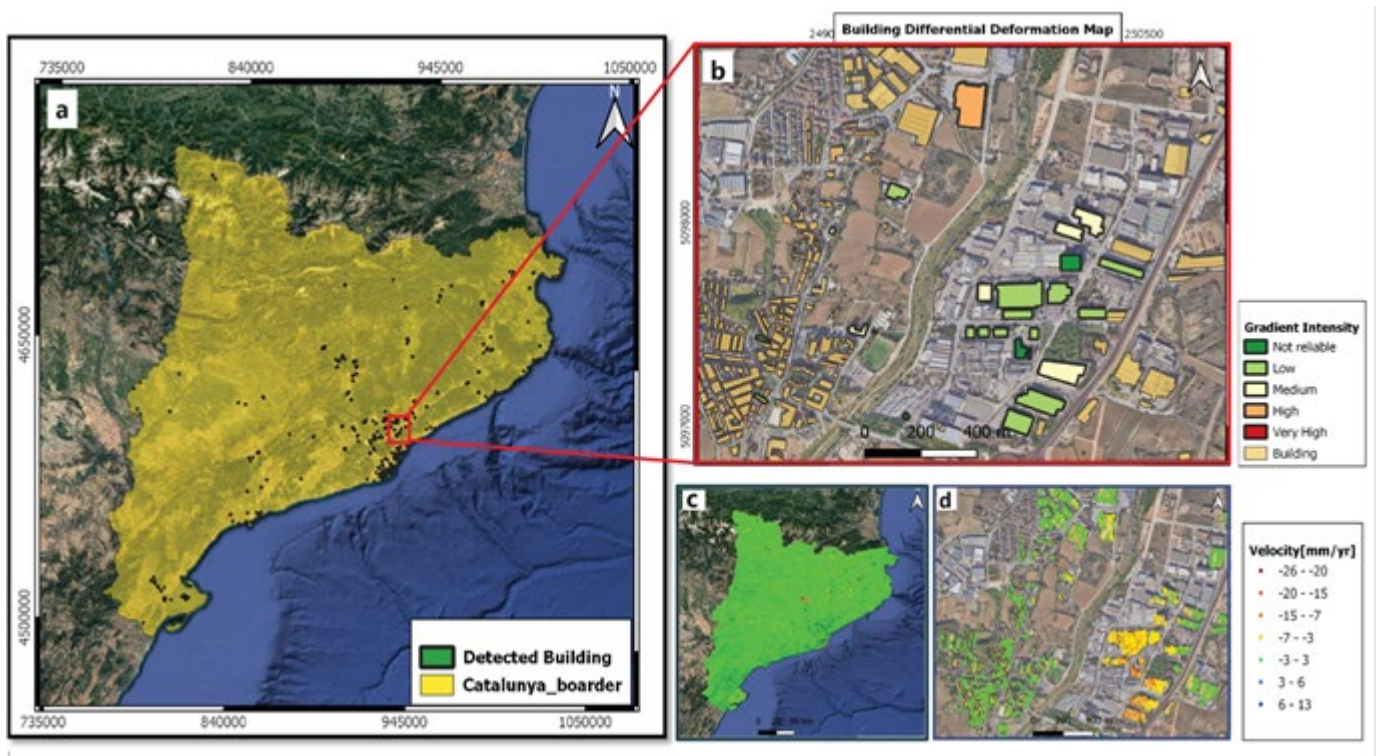 735000 840000 945000 1050000
a
N
4650000
4500000
Detected Building
Catalunya_boarder
735000 840000 945000 1050000
Building Differential Deformation Map
2490
250500
b
5098000
5097000
0 200 400 m
Gradient Intensity
Not reliable
Low
Medium
High
Very High
Building
c
d
Velocity[mm/yr]
-26 - -20
-20 - -15
-15 - -7
-7 - -3
-3 - 3
3 - 6
6 - 13